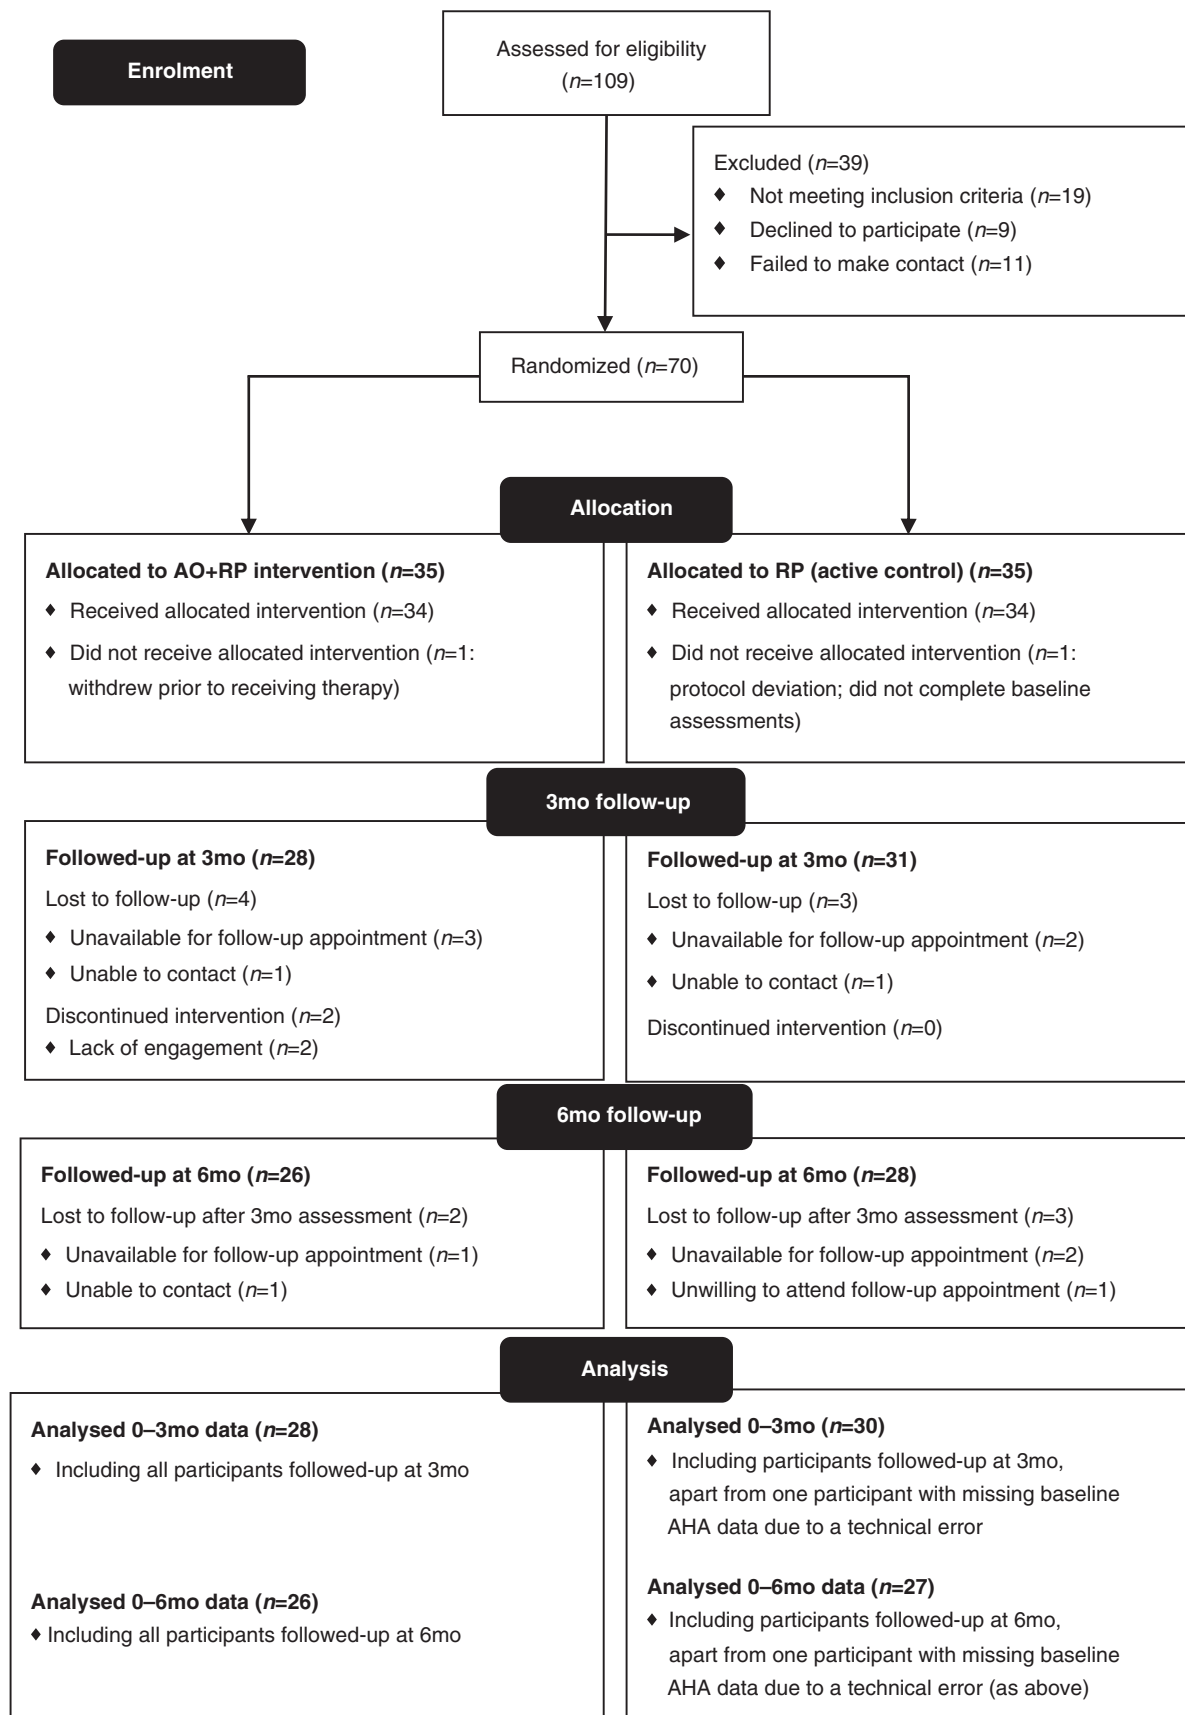 Enrolment
Assessed for eligibility
(n=109)
Excluded (n=39)
♦ Not meeting inclusion criteria (n=19)
♦ Declined to participate (n=9)
♦ Failed to make contact (n=11)
Randomized (n=70)
Allocation
Allocated to AO+RP intervention (n=35)
♦ Received allocated intervention (n=34)
♦ Did not receive allocated intervention (n=1:
withdrew prior to receiving therapy)
Allocated to RP (active control) (n=35)
♦ Received allocated intervention (n=34)
♦ Did not receive allocated intervention (n=1:
protocol deviation; did not complete baseline
assessments)
3mo follow-up
Followed-up at 3mo (n=28)
Lost to follow-up (n=4)
♦ Unavailable for follow-up appointment (n=3)
♦ Unable to contact (n=1)
Discontinued intervention (n=2)
♦ Lack of engagement (n=2)
Followed-up at 3mo (n=31)
Lost to follow-up (n=3)
♦ Unavailable for follow-up appointment (n=2)
♦ Unable to contact (n=1)
Discontinued intervention (n=0)
6mo follow-up
Followed-up at 6mo (n=26)
Lost to follow-up after 3mo assessment (n=2)
♦ Unavailable for follow-up appointment (n=1)
♦ Unable to contact (n=1)
Followed-up at 6mo (n=28)
Lost to follow-up after 3mo assessment (n=3)
♦ Unavailable for follow-up appointment (n=2)
♦ Unwilling to attend follow-up appointment (n=1)
Analysis
Analysed 0–3mo data (n=28)
♦ Including all participants followed-up at 3mo
Analysed 0–6mo data (n=26)
♦ Including all participants followed-up at 6mo
Analysed 0–3mo (n=30)
♦ Including participants followed-up at 3mo,
apart from one participant with missing baseline
AHA data due to a technical error
Analysed 0–6mo data (n=27)
♦ Including participants followed-up at 6mo,
apart from one participant with missing baseline
AHA data due to a technical error (as above)